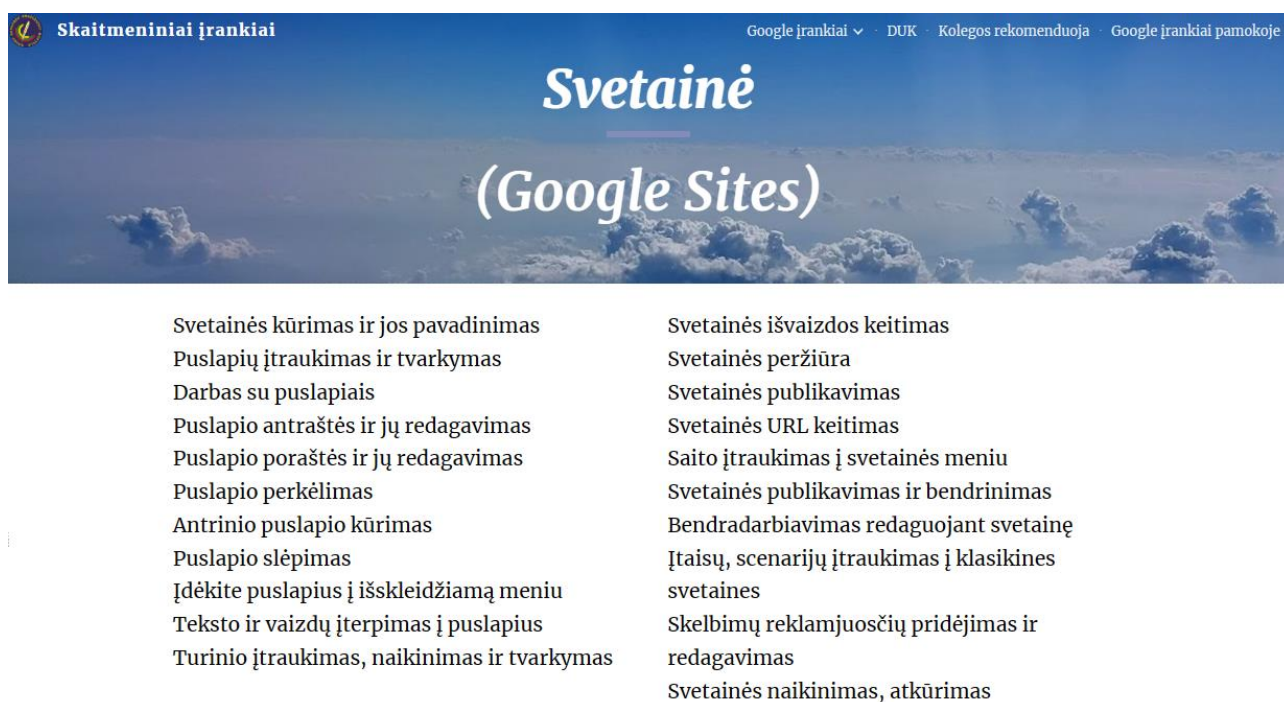 Skaitmeniniai įrankiai
Google įrankiai · DUK · Kolegos rekomenduoja · Google įrankiai pamokoje
Svetainė
(Google Sites)
Svetainės kūrimas ir jos pavadinimas
Puslapių įtraukimas ir tvarkymas
Darbas su puslapiais
Puslapio antraštės ir jų redagavimas
Puslapio poraštės ir jų redagavimas
Puslapio perkėlimas
Antrinio puslapio kūrimas
Puslapio slėpimas
Įdėkite puslapius į išskleidžiamą meniu
Teksto ir vaizdų įterpimas į puslapius
Turinio įtraukimas, naikinimas ir tvarkymas
Svetainės išvaizdos keitimas
Svetainės peržiūra
Svetainės publikavimas
Svetainės URL keitimas
Saito įtraukimas į svetainės meniu
Svetainės publikavimas ir bendrinimas
Bendradarbiavimas redaguojant svetainę
Įtaisų, scenarijų įtraukimas į klasikines
svetaines
Skelbimų reklamjuosčių pridėjimas ir
redagavimas
Svetainės naikinimas, atkūrimas